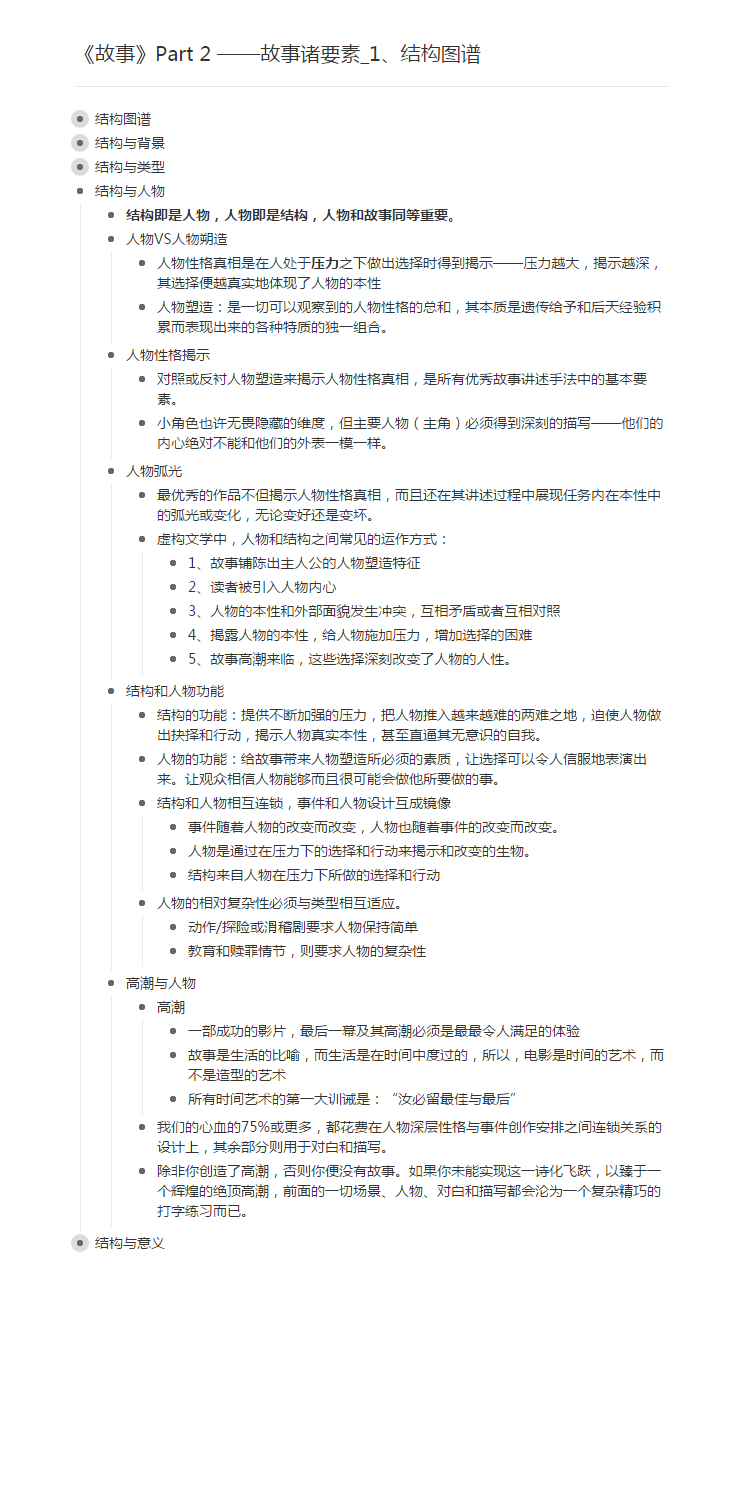 《故事》Part 2 ——故事诸要素_1、结构图谱
结构图谱
结构与背景
结构与类型
结构与人物
结构即是人物，人物即是结构，人物和故事同等重要。
人物VS人物朔造
人物性格真相是在人处于压力之下做出选择时得到揭示——压力越大，揭示越深，
其选择便越真实地体现了人物的本性
人物塑造：是一切可以观察到的人物性格的总和，其本质是遗传给予和后天经验积
累而表现出来的各种特质的独一组合。
人物性格揭示
对照或反衬人物塑造来揭示人物性格真相，是所有优秀故事讲述手法中的基本要
素。
小角色也许无畏隐藏的维度，但主要人物（主角）必须得到深刻的描写——他们的
内心绝对不能和他们的外表一模一样。
人物弧光
最优秀的作品不但揭示人物性格真相，而且还在其讲述过程中展现任务内在本性中
的弧光或变化，无论变好还是变坏。
虚构文学中，人物和结构之间常见的运作方式：
1、故事铺陈出主人公的人物塑造特征
2、读者被引入人物内心
3、人物的本性和外部面貌发生冲突，互相矛盾或者互相对照
4、揭露人物的本性，给人物施加压力，增加选择的困难
5、故事高潮来临，这些选择深刻改变了人物的人性。
结构和人物功能
结构的功能：提供不断加强的压力，把人物推入越来越难的两难之地，迫使人物做
出抉择和行动，揭示人物真实本性，甚至直逼其无意识的自我。
人物的功能：给故事带来人物塑造所必须的素质，让选择可以令人信服地表演出
来。让观众相信人物能够而且很可能会做他所要做的事。
结构和人物相互连锁，事件和人物设计互成镜像
事件随着人物的改变而改变，人物也随着事件的改变而改变。
人物是通过在压力下的选择和行动来揭示和改变的生物。
结构来自人物在压力下所做的选择和行动
人物的相对复杂性必须与类型相互适应。
动作/探险或滑稽剧要求人物保持简单
教育和赎罪情节，则要求人物的复杂性
高潮与人物
高潮
一部成功的影片，最后一幕及其高潮必须是最最令人满足的体验
故事是生活的比喻，而生活是在时间中度过的，所以，电影是时间的艺术，而
不是造型的艺术
所有时间艺术的第一大训诫是：“汝必留最佳与最后”
我们的心血的75%或更多，都花费在人物深层性格与事件创作安排之间连锁关系的
设计上，其余部分则用于对白和描写。
除非你创造了高潮，否则你便没有故事。如果你未能实现这一诗化飞跃，以臻于一
个辉煌的绝顶高潮，前面的一切场景、人物、对白和描写都会沦为一个复杂精巧的
打字练习而已。
结构与意义